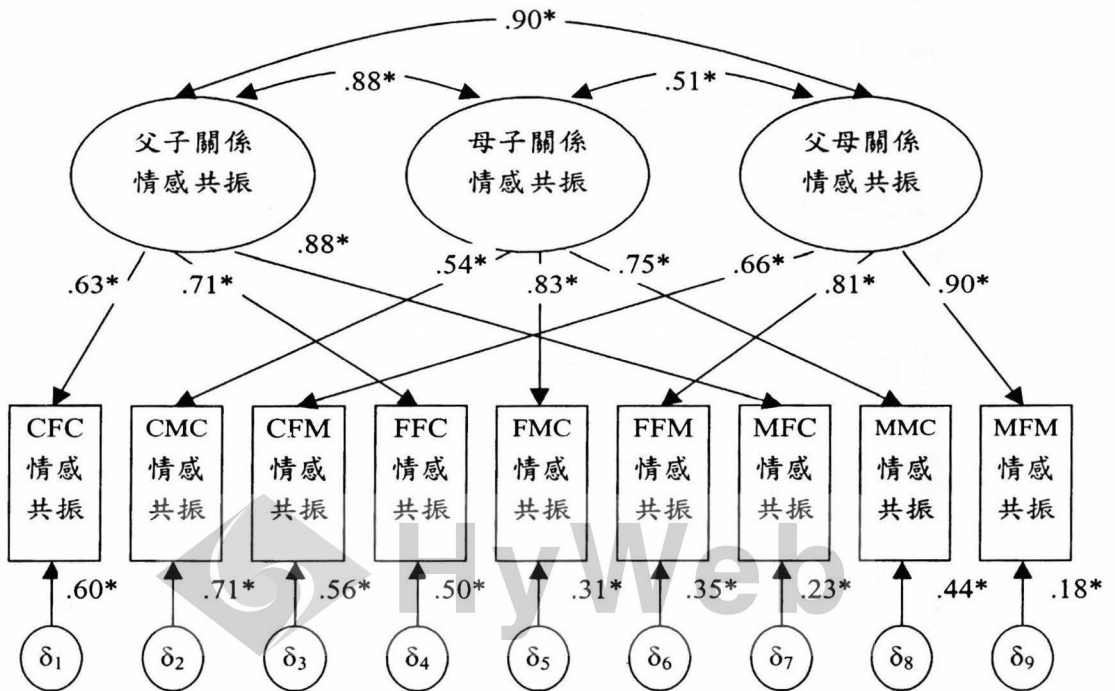 .90*
.88*
.51*
父子關係
情感共振
母子關係
情感共振
父母關係
情感共振
.63*
.71*
.88*
.54*
.83*
.75*
.66*
.81*
.90*
CFC
情感
共振
CMC
情感
共振
CFM
情感
共振
FFC
情感
共振
FMC
情感
共振
FFM
情感
共振
MFC
情感
共振
MMC
情感
共振
MFM
情感
共振
HyWeb
.60*
.71*
.56*
.50*
.31*
.35*
.23*
.44*
.18*
δ₁
δ₂
δ₃
δ₄
δ₅
δ₆
δ₇
δ₈
δ₉